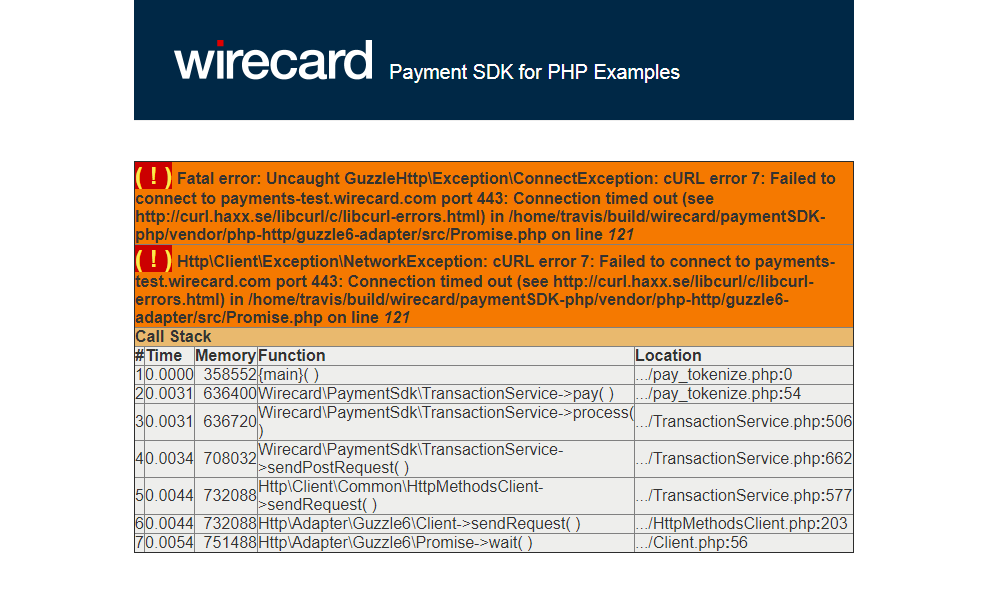 wirecard Payment SDK for PHP Examples
( ! ) Fatal error: Uncaught GuzzleHttp\Exception\ConnectException: cURL error 7: Failed to
connect to payments-test.wirecard.com port 443: Connection timed out (see
http://curl.haxx.se/libcurl/c/libcurl-errors.html) in /home/travis/build/wirecard/paymentSDK-
php/vendor/php-http/guzzle6-adapter/src/Promise.php on line 121
( ! ) Http\Client\Exception\NetworkException: cURL error 7: Failed to connect to payments-
test.wirecard.com port 443: Connection timed out (see http://curl.haxx.se/libcurl/c/libcurl-
errors.html) in /home/travis/build/wirecard/paymentSDK-php/vendor/php-http/guzzle6-
adapter/src/Promise.php on line 121
Call Stack
# Time Memory Function Location
1 0.0000 358552 {main}( ) .../pay_tokenize.php:0
2 0.0031 636400 Wirecard\PaymentSdk\TransactionService->pay( ) .../pay_tokenize.php:54
3 0.0031 636720 Wirecard\PaymentSdk\TransactionService->process( .../TransactionService.php:506
)
4 0.0034 708032 Wirecard\PaymentSdk\TransactionService- .../TransactionService.php:662
>sendPostRequest( )
5 0.0044 732088 Http\Client\Common\HttpMethodsClient- .../TransactionService.php:577
>sendRequest( )
6 0.0044 732088 Http\Adapter\Guzzle6\Client->sendRequest( ) .../HttpMethodsClient.php:203
7 0.0054 751488 Http\Adapter\Guzzle6\Promise->wait( ) .../Client.php:56